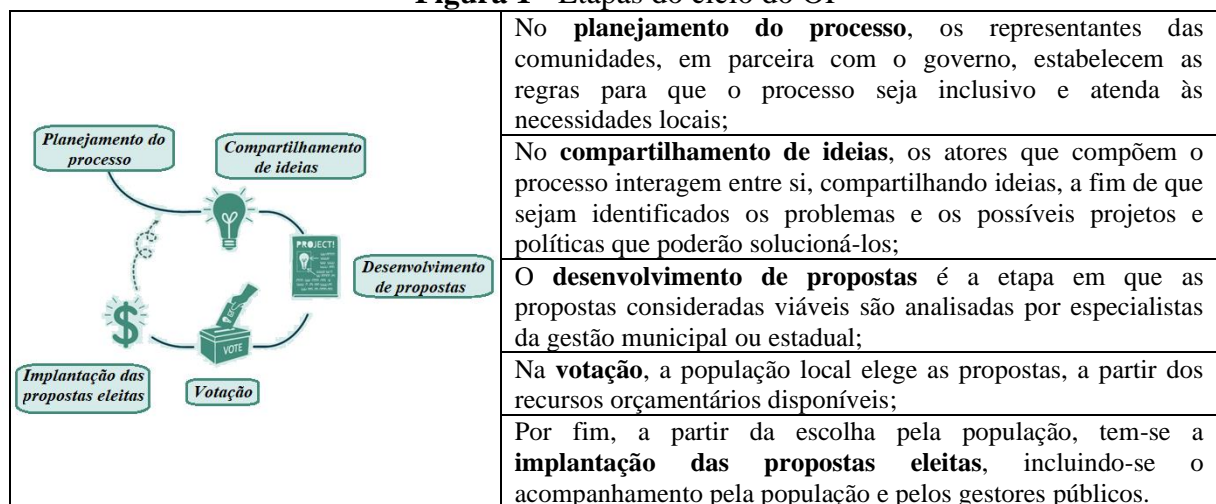 Figura 1 - Etapas do ciclo do OP
Planejamento do
processo
Compartilhamento
de ideias
PROJECT!
Desenvolvimento
de propostas
VOTE
Implantação das
propostas eleitas
Votação
No planejamento do processo, os representantes das
comunidades, em parceira com o governo, estabelecem as
regras para que o processo seja inclusivo e atenda às
necessidades locais;
No compartilhamento de ideias, os atores que compõem o
processo interagem entre si, compartilhando ideias, a fim de que
sejam identificados os problemas e os possíveis projetos e
políticas que poderão solucioná-los;
O desenvolvimento de propostas é a etapa em que as
propostas consideradas viáveis são analisadas por especialistas
da gestão municipal ou estadual;
Na votação, a população local elege as propostas, a partir dos
recursos orçamentários disponíveis;
Por fim, a partir da escolha pela população, tem-se a
implantação das propostas eleitas, incluindo-se o
acompanhamento pela população e pelos gestores públicos.